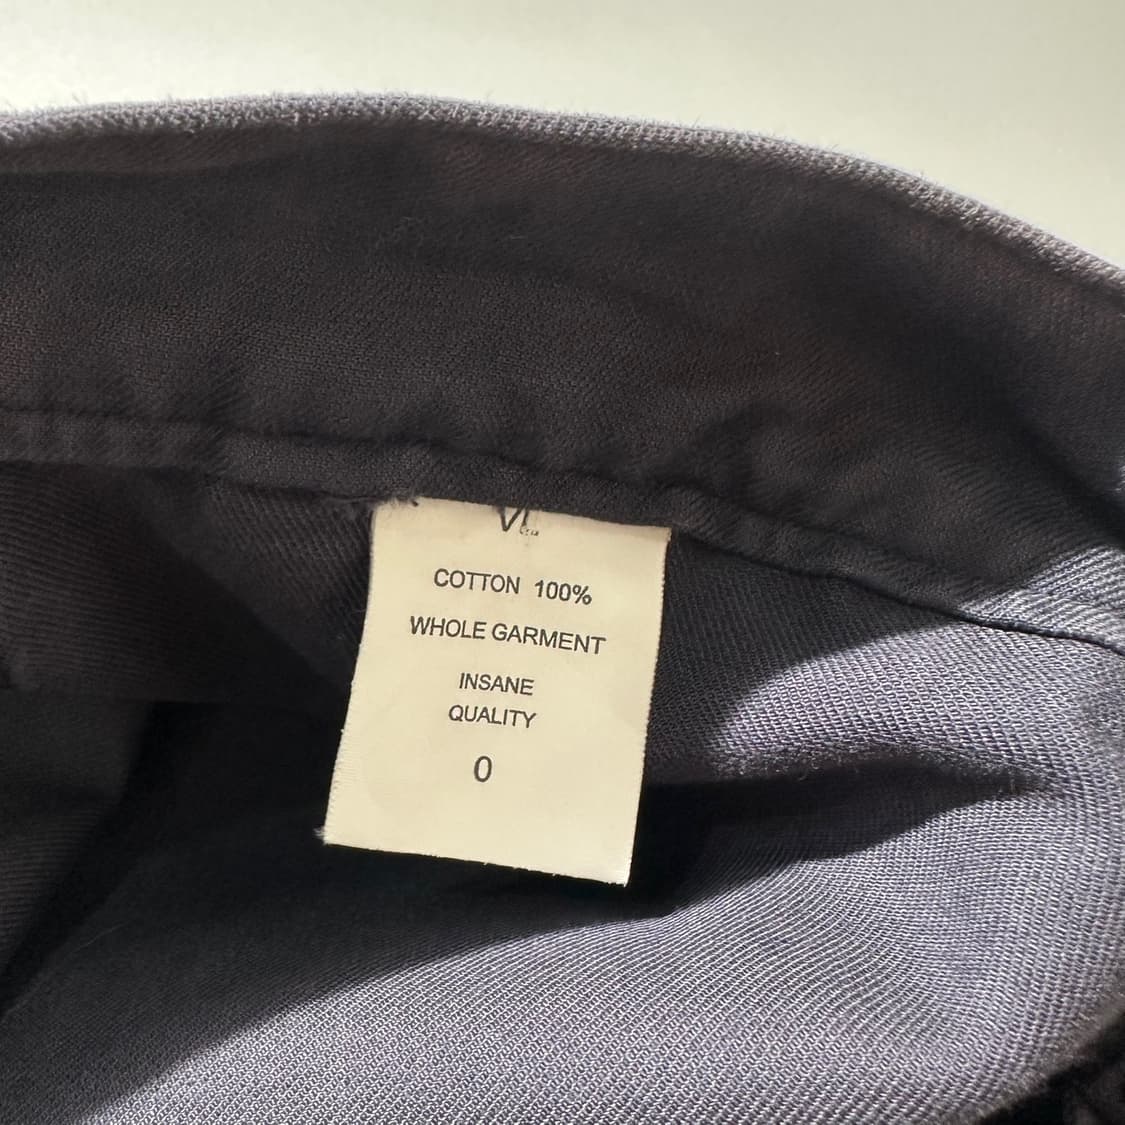 COTTON 100%
WHOLE GARMENT
INSANE
QUALITY
0